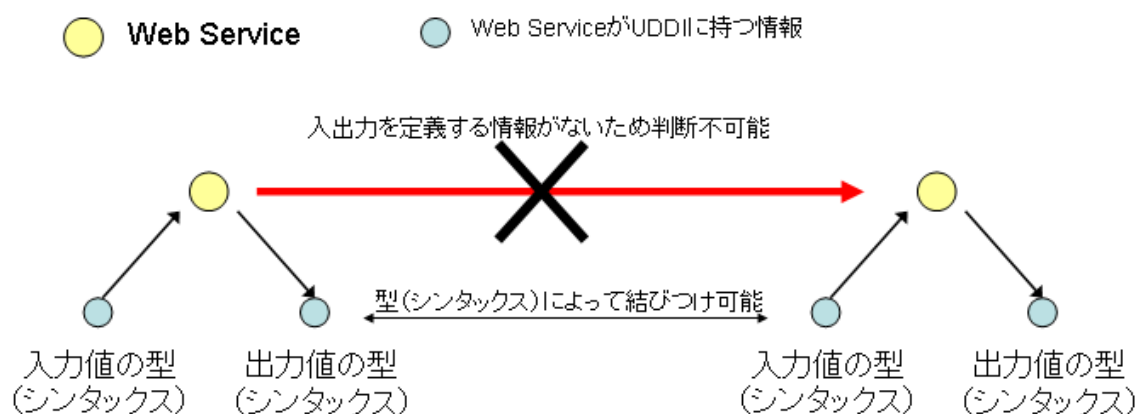 Web Service
Web ServiceがUDDIに持つ情報
入出力を定義する情報がないため判断不可能
型(シンタックス)によって結びつけ可能
入力値の型
(シンタックス)
出力値の型
(シンタックス)
入力値の型
(シンタックス)
出力値の型
(シンタックス)